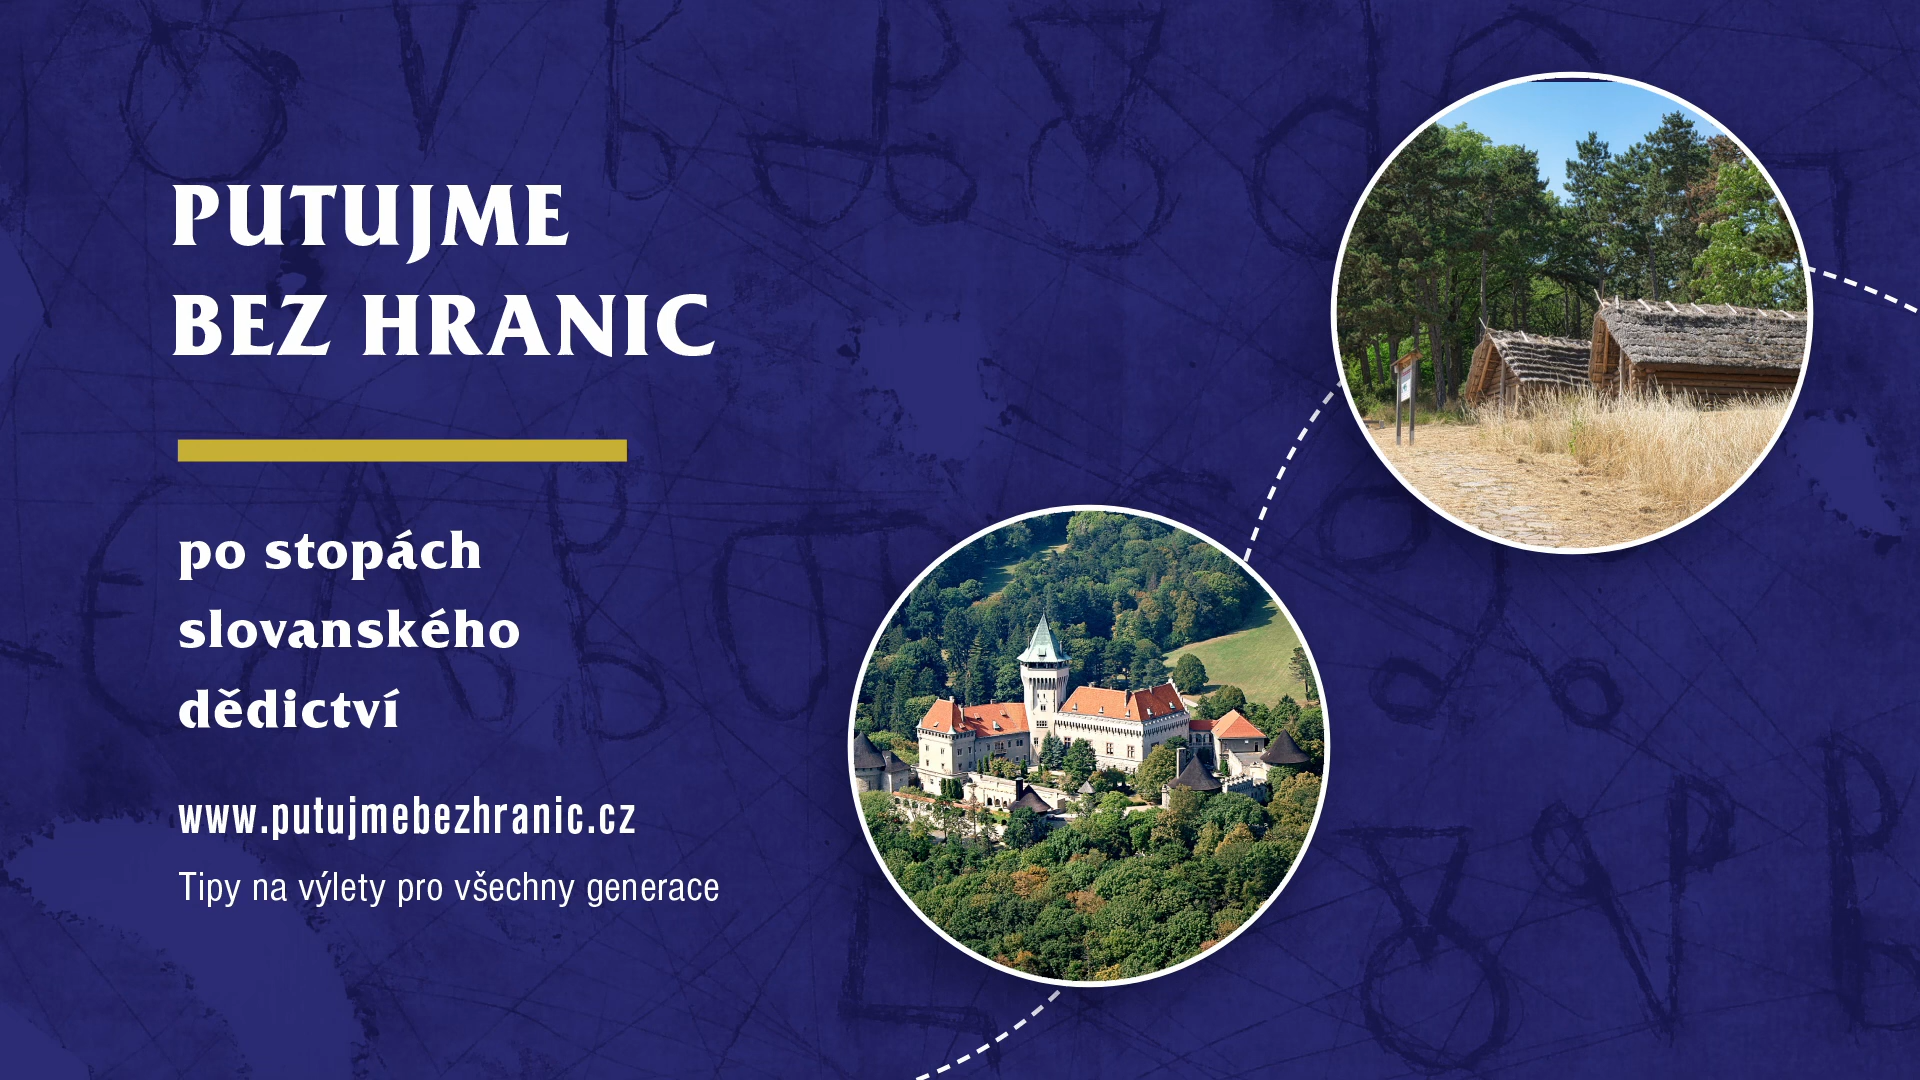 PUTUJME
BEZ HRANIC
po stopách
slovanského
dědictví
www.putujmebezhranic.cz
Tipy na výlety pro všechny generace